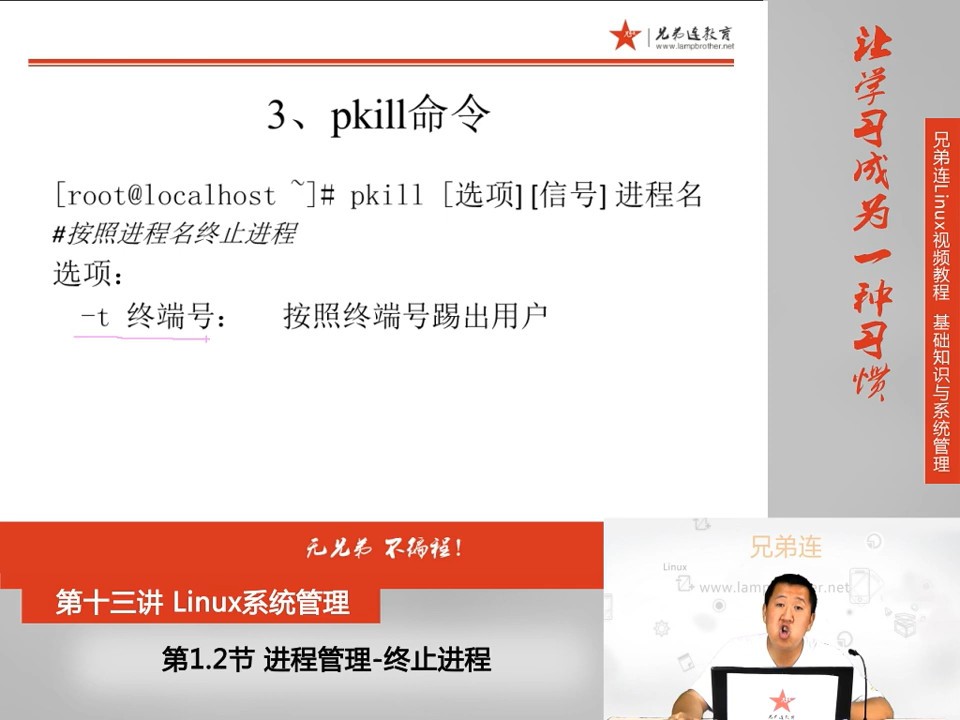 兄弟连教育
www.lampbrother.net
3、pkill命令
[root@localhost ~]# pkill [选项] [信号] 进程名
#按照进程名终止进程
选项：
-t 终端号： 按照终端号踢出用户
让学习成为一种习惯
兄弟连Linux视频教程 基础知识与系统管理
无兄弟 不编程!
第十三讲 Linux系统管理
第1.2节 进程管理-终止进程
兄弟连
Linux
www.lampbrother.net